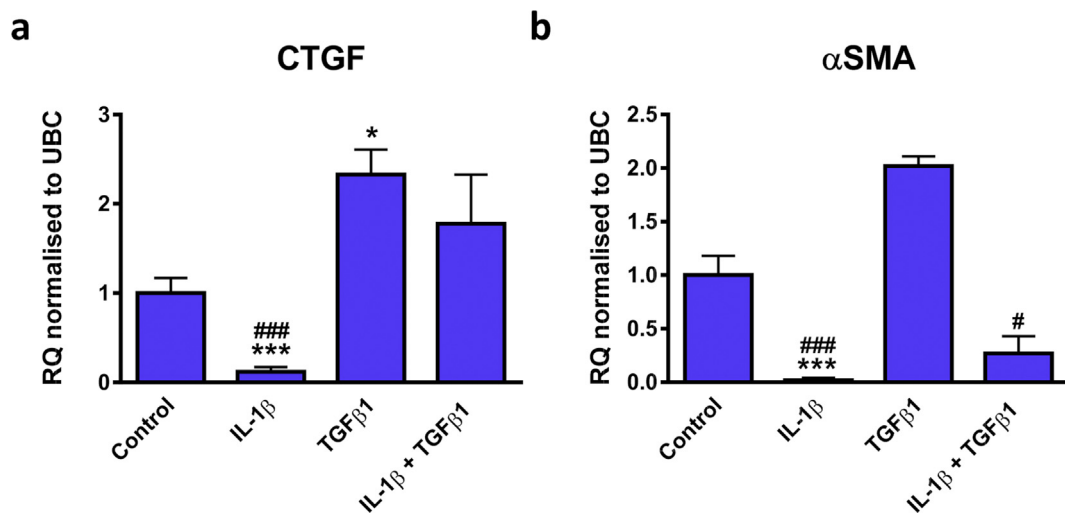 a
CTGF
RQ normalised to UBC
3
2
1
0
###
***
*
Control
IL-1β
TGFβ1
IL-1β + TGFβ1
b
αSMA
RQ normalised to UBC
2.5
2.0
1.5
1.0
0.5
0.0
###
***
#
Control
IL-1β
TGFβ1
IL-1β + TGFβ1